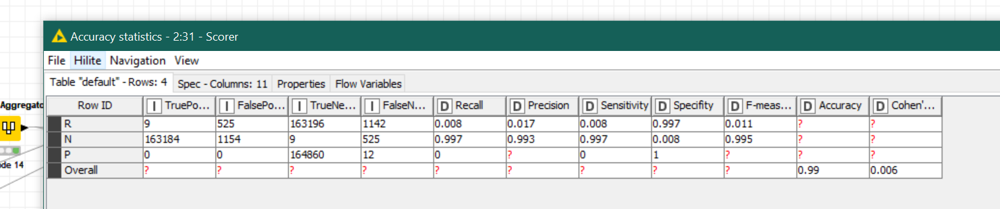 Accuracy statistics - 2:31 - Scorer
File Hilite Navigation View
Table "default" - Rows: 4 Spec - Columns: 11 Properties Flow Variables
Aggregato
Row ID I TruePo... I FalsePo... I TrueNe... I FalseN... D Recall D Precision D Sensitivity D Specifity D F-meas... D Accuracy D Cohen'...
R 9 525 163196 1142 0.008 0.017 0.008 0.997 0.011 ? ?
N 163184 1154 9 525 0.997 0.993 0.997 0.008 0.995 ? ?
P 0 0 164860 12 0 ? 0 1 ? ? ?
ode 14
Overall ? ? ? ? ? ? ? ? ? 0.99 0.006